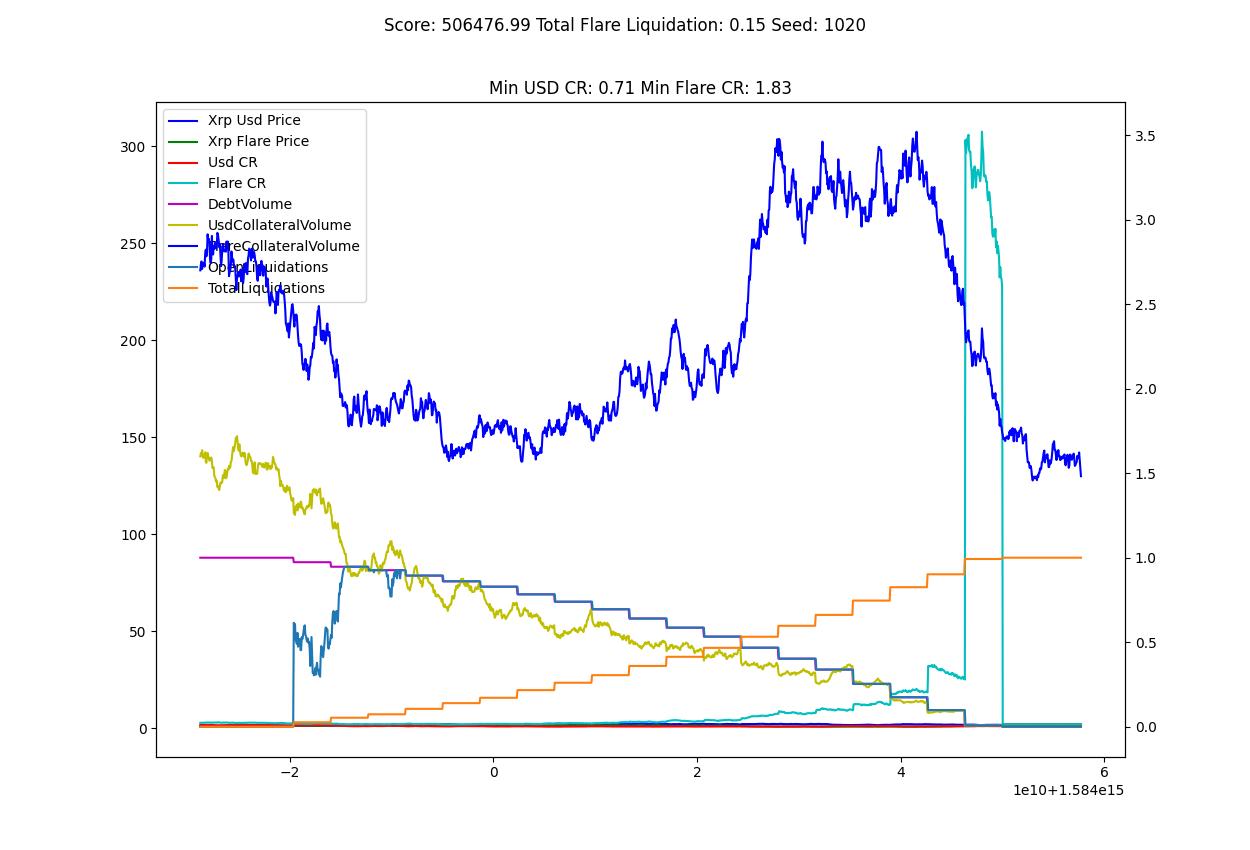 Score: 506476.99 Total Flare Liquidation: 0.15 Seed: 1020
Min USD CR: 0.71 Min Flare CR: 1.83
Xrp Usd Price
Xrp Flare Price
Usd CR
Flare CR
DebtVolume
UsdCollateralVolume
FlareCollateralVolume
OpenLiquidations
TotalLiquidations
300
250
200
150
100
50
0
3.5
3.0
2.5
2.0
1.5
1.0
0.5
0.0
−2
0
2
4
6
1e10+1.584e15